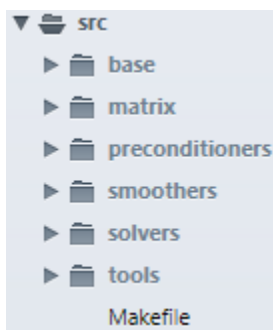 src
base
matrix
preconditioners
smoothers
solvers
tools
Makefile